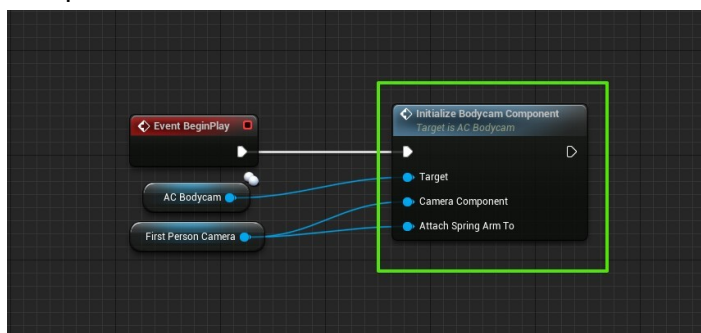 Event BeginPlay
Initialize Bodycam Component
Target is AC Bodycam
AC Bodycam
Target
First Person Camera
Camera Component
Attach Spring Arm To